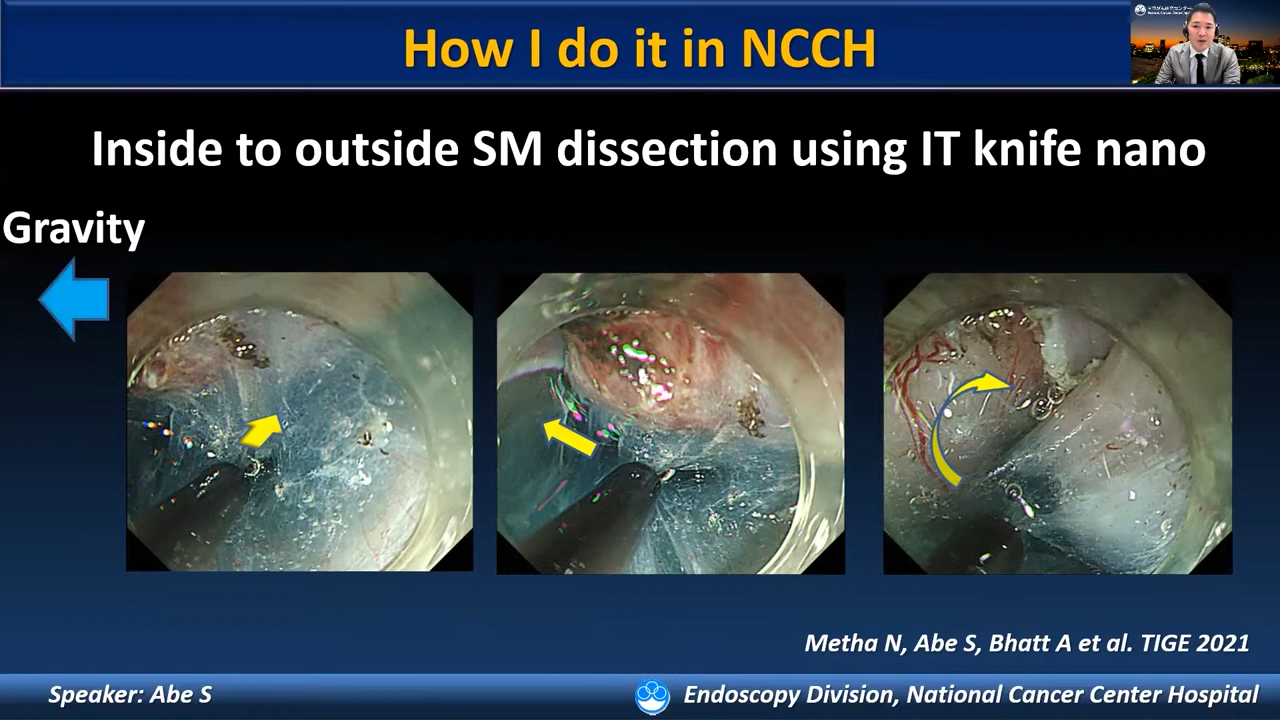 How I do it in NCCH
Inside to outside SM dissection using IT knife nano
Gravity
Metha N, Abe S, Bhatt A et al. TIGE 2021
Speaker: Abe S
Endoscopy Division, National Cancer Center Hospital